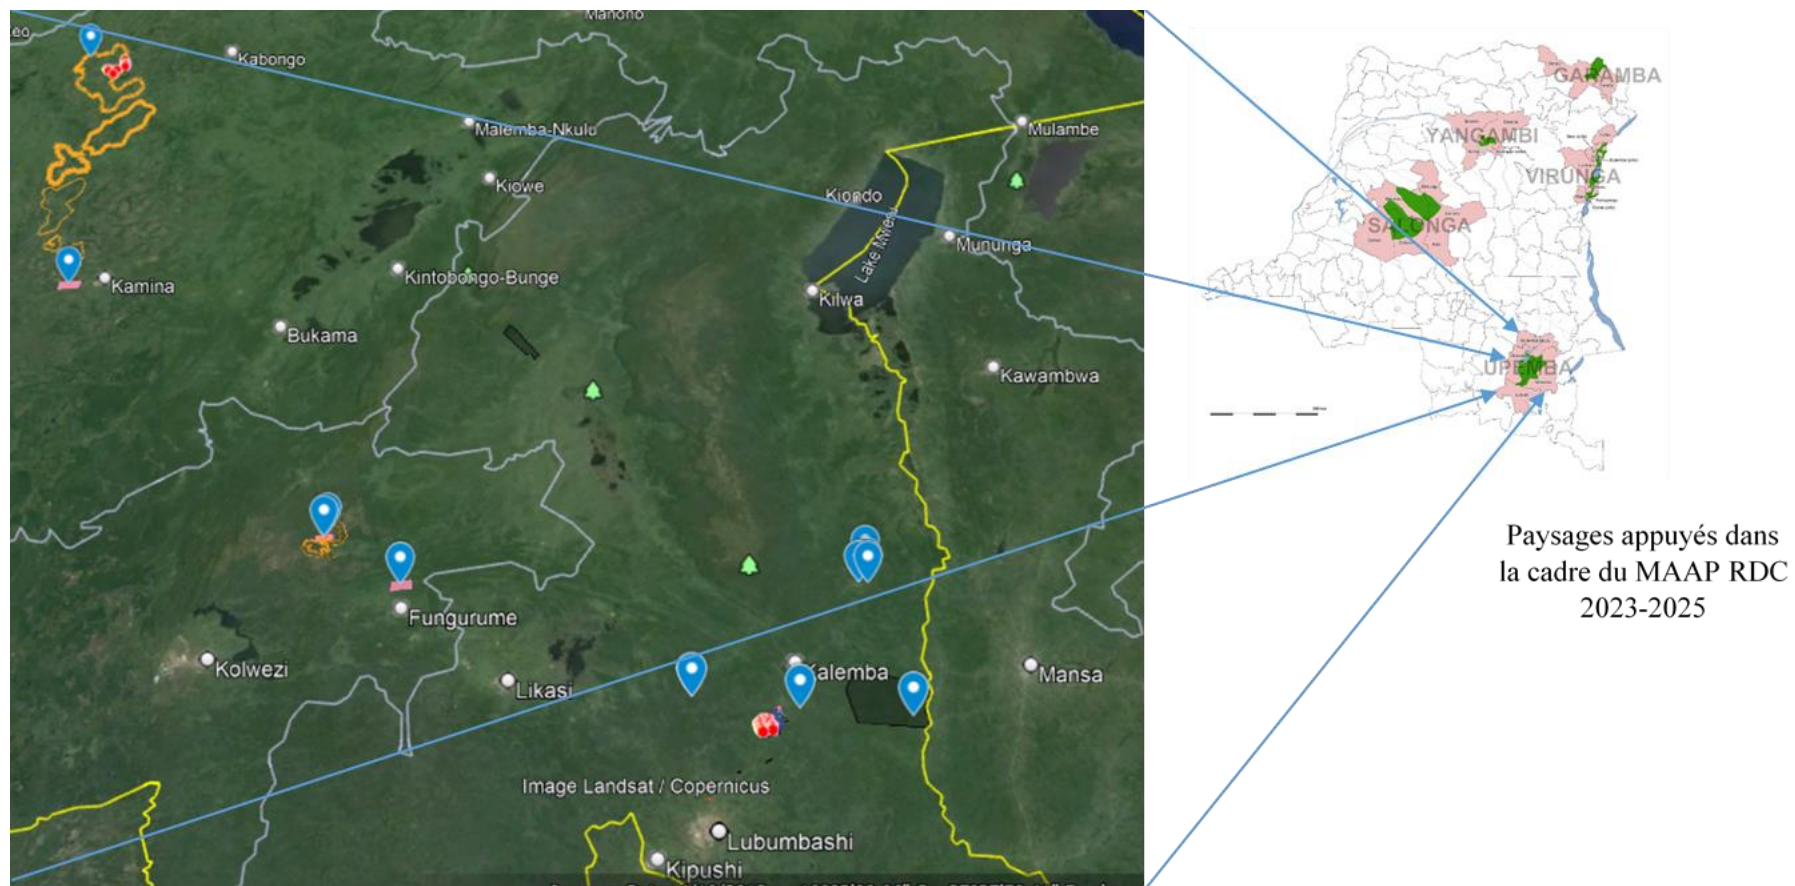 Manono
eo
Kabongo
Malemba-Nkulu
Mulambe
Kiowe
Kiondo
Lake Mweru
Mununga
Kintobongo-Bunge
Kamina
Kilwa
Bukama
Kawambwa
Fungurume
Kolwezi
Likasi
Kalemba
Mansa
Image Landsat / Copernicus
Lubumbashi
Kipushi
GARAMBA
YANGAMBI
VIRUNGA
SALONGA
UPEMBA
Paysages appuyés dans
la cadre du MAAP RDC
2023-2025